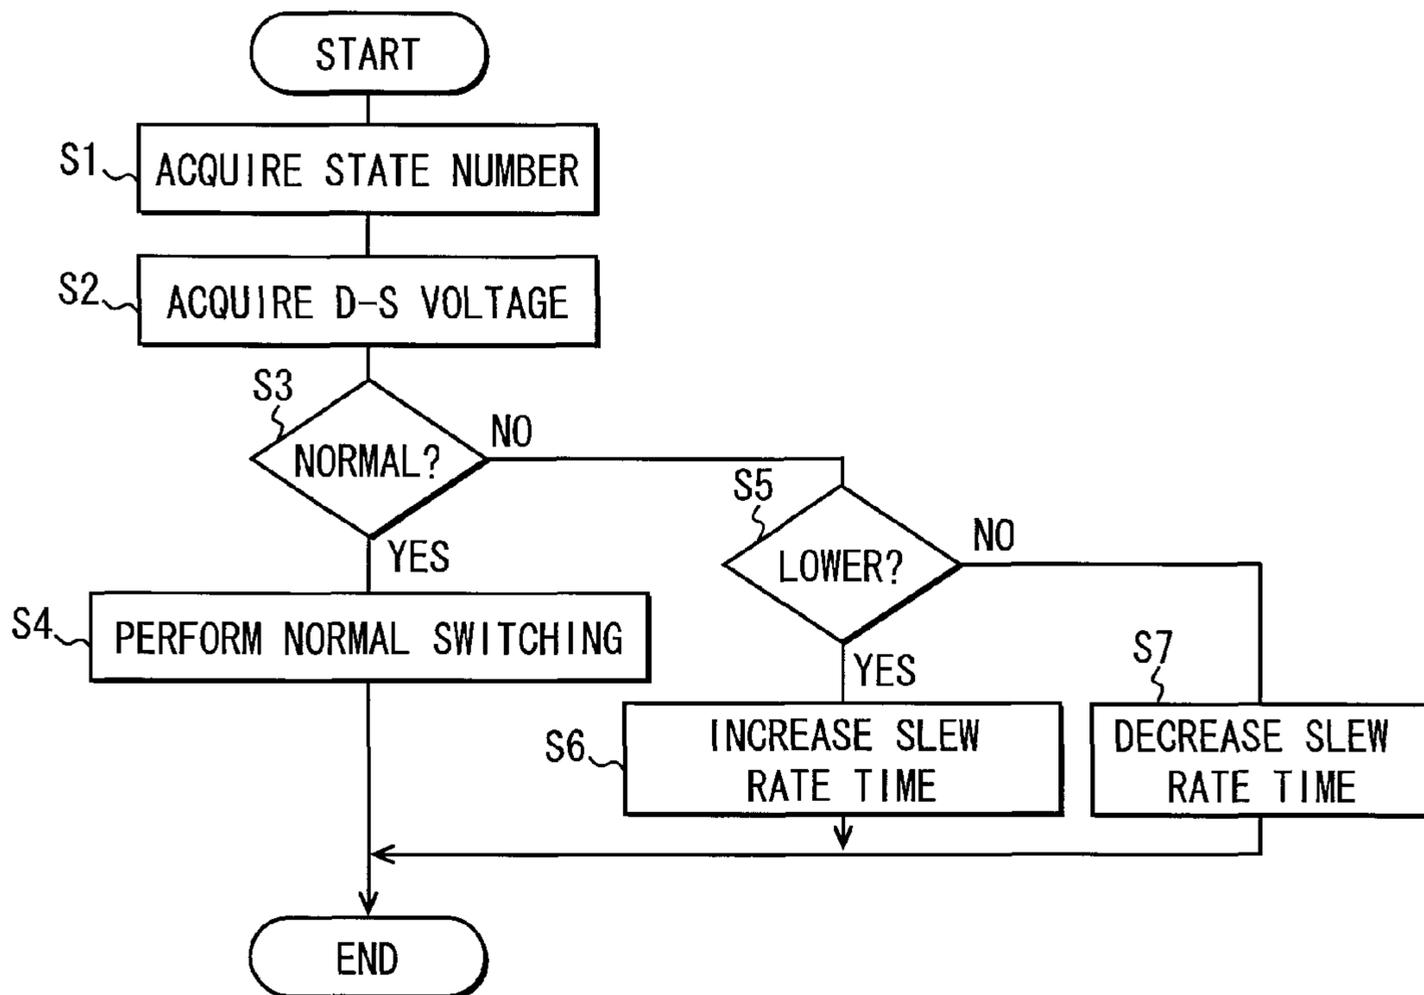 START
S1
ACQUIRE STATE NUMBER
S2
ACQUIRE D-S VOLTAGE
S3
NORMAL?
NO
YES
S4
PERFORM NORMAL SWITCHING
S5
LOWER?
NO
YES
S6
INCREASE SLEW
RATE TIME
S7
DECREASE SLEW
RATE TIME
END